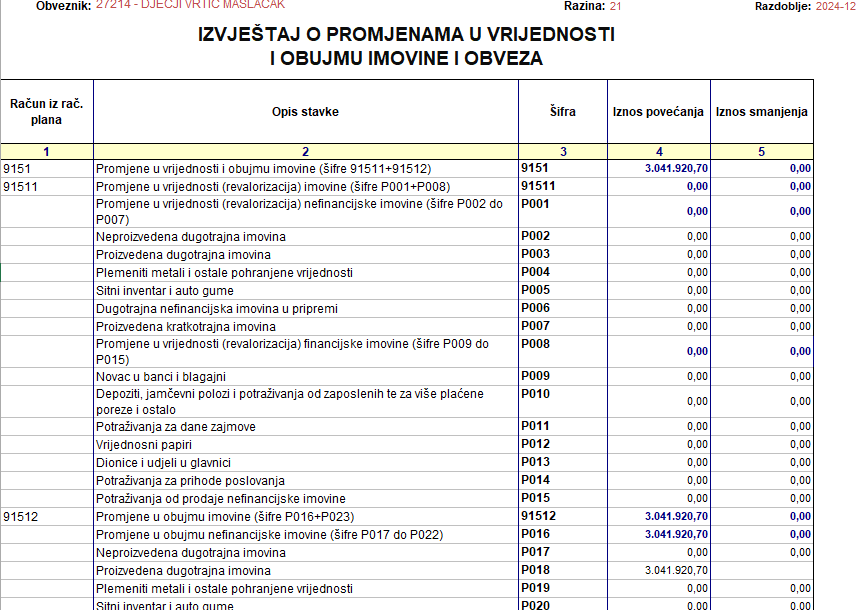 Obveznik: 27214 - DJEČJI VRTIĆ MASLAČAK Razina: 21 Razdoblje: 2024-12
IZVJEŠTAJ O PROMJENAMA U VRIJEDNOSTI
I OBUJMU IMOVINE I OBVEZA
Račun iz rač. plana Opis stavke Šifra Iznos povećanja Iznos smanjenja
1 2 3 4 5
9151 Promjene u vrijednosti i obujmu imovine (šifre 91511+91512) 9151 3.041.920,70 0,00
91511 Promjene u vrijednosti (revalorizacija) imovine (šifre P001+P008) 91511 0,00 0,00
Promjene u vrijednosti (revalorizacija) nefinancijske imovine (šifre P002 do P007) P001 0,00 0,00
Neproizvedena dugotrajna imovina P002 0,00 0,00
Proizvedena dugotrajna imovina P003 0,00 0,00
Plemeniti metali i ostale pohranjene vrijednosti P004 0,00 0,00
Sitni inventar i auto gume P005 0,00 0,00
Dugotrajna nefinancijska imovina u pripremi P006 0,00 0,00
Proizvedena kratkotrajna imovina P007 0,00 0,00
Promjene u vrijednosti (revalorizacija) financijske imovine (šifre P009 do P015) P008 0,00 0,00
Novac u banci i blagajni P009 0,00 0,00
Depoziti, jamčevni polozi i potraživanja od zaposlenih te za više plaćene poreze i ostalo P010 0,00 0,00
Potraživanja za dane zajmove P011 0,00 0,00
Vrijednosni papiri P012 0,00 0,00
Dionice i udjeli u glavnici P013 0,00 0,00
Potraživanja za prihode poslovanja P014 0,00 0,00
Potraživanja od prodaje nefinancijske imovine P015 0,00 0,00
91512 Promjene u obujmu imovine (šifre P016+P023) 91512 3.041.920,70 0,00
Promjene u obujmu nefinancijske imovine (šifre P017 do P022) P016 3.041.920,70 0,00
Neproizvedena dugotrajna imovina P017 0,00 0,00
Proizvedena dugotrajna imovina P018 3.041.920,70
Plemeniti metali i ostale pohranjene vrijednosti P019 0,00 0,00
Sitni inventar i auto gume P020 0,00 0,00